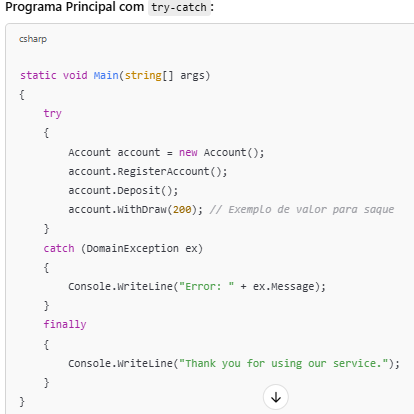 Programa Principal com try-catch:
csharp
static void Main(string[] args)
{
    try
    {
        Account account = new Account();
        account.RegisterAccount();
        account.Deposit();
        account.WithDraw(200); // Exemplo de valor para saque
    }
    catch (DomainException ex)
    {
        Console.WriteLine("Error: " + ex.Message);
    }
    finally
    {
        Console.WriteLine("Thank you for using our service.");
    }
}